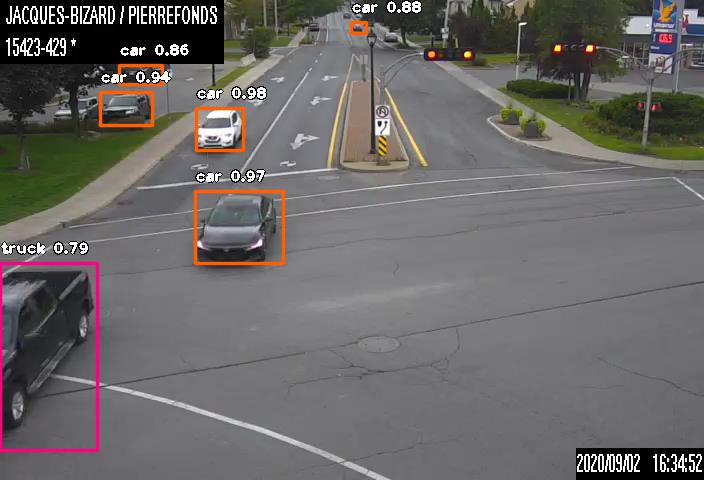 JACQUES-BIZARD / PIERREFONDS
15423-429 *
car 0.88
car 0.86
car 0.94
car 0.98
car 0.97
truck 0.79
2020/09/02 16:34:52